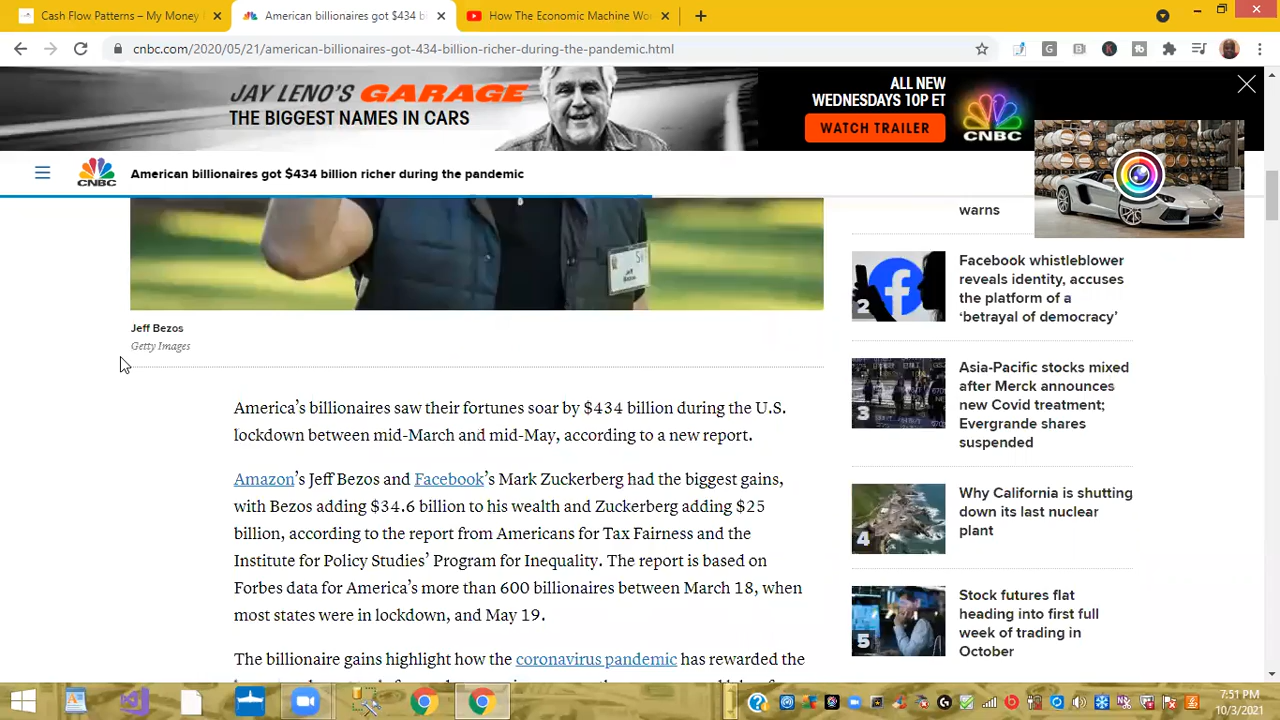 Cash Flow Patterns – My Money
American billionaires got $434 bi
How The Economic Machine Wo
cnbc.com/2020/05/21/american-billionaires-got-434-billion-richer-during-the-pandemic.html
JAY LENO'S GARAGE
THE BIGGEST NAMES IN CARS
ALL NEW
WEDNESDAYS 10P ET
WATCH TRAILER
CNBC
CNBC
American billionaires got $434 billion richer during the pandemic
warns
Jeff Bezos
Getty Images
America's billionaires saw their fortunes soar by $434 billion during the U.S.
lockdown between mid-March and mid-May, according to a new report.
Amazon's Jeff Bezos and Facebook's Mark Zuckerberg had the biggest gains,
with Bezos adding $34.6 billion to his wealth and Zuckerberg adding $25
billion, according to the report from Americans for Tax Fairness and the
Institute for Policy Studies' Program for Inequality. The report is based on
Forbes data for America's more than 600 billionaires between March 18, when
most states were in lockdown, and May 19.
The billionaire gains highlight how the coronavirus pandemic has rewarded the
2
Facebook whistleblower
reveals identity, accuses
the platform of a
‘betrayal of democracy’
3
Asia-Pacific stocks mixed
after Merck announces
new Covid treatment;
Evergrande shares
suspended
4
Why California is shutting
down its last nuclear
plant
5
Stock futures flat
heading into first full
week of trading in
October
7:51 PM
10/3/2021